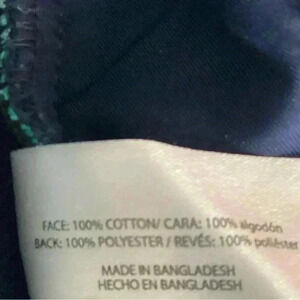 FACE: 100% COTTON/ CARA: 100% algodón
BACK: 100% POLYESTER / REVÉS: 100% poliéster
MADE IN BANGLADESH
HECHO EN BANGLADESH